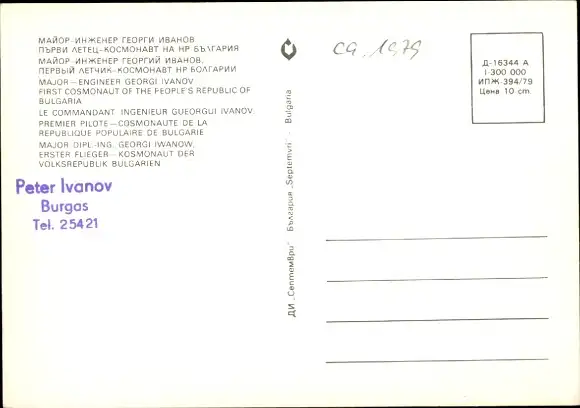 МАЙОР-ИНЖЕНЕР ГЕОРГИ ИВАНОВ
ПЪРВИ ЛЕТЕЦ-КОСМОНАВТ НА НР БЪЛГАРИЯ
МАЙОР-ИНЖЕНЕР ГЕОРГИЙ ИВАНОВ,
ПЕРВЫЙ ЛЕТЧИК-КОСМОНАВТ НР БОЛГАРИИ
MAJOR—ENGINEER GEORGI IVANOV
FIRST COSMONAUT OF THE PEOPLE'S REPUBLIC OF
BULGARIA
LE COMMANDANT INGENIEUR GUEORGUI IVANOV,
PREMIER PILOTE—COSMONAUTE DE LA
REPUBLIQUE POPULAIRE DE BULGARIE
MAJOR DIPL-ING. GEORGI IWANOW,
ERSTER FLIEGER—KOSMONAUT DER
VOLKSREPUBLIK BULGARIEN
Peter Ivanov
Burgas
Tel. 25421
ДИ „Септември" - България „Septemvri" - Bulgaria
ca. 1979
Д-16344 А
I-300 000
ИПЖ-394/79
Цена 10 ст.